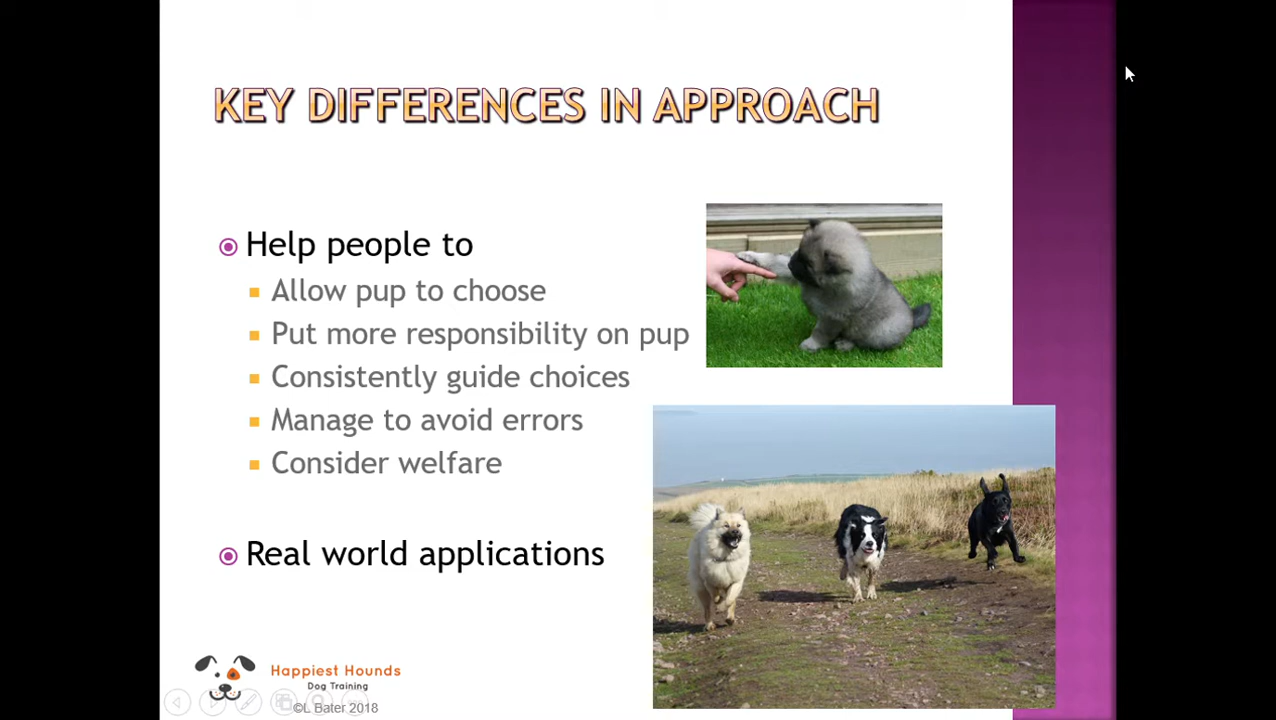 KEY DIFFERENCES IN APPROACH
Help people to
Allow pup to choose
Put more responsibility on pup
Consistently guide choices
Manage to avoid errors
Consider welfare
Real world applications
Happiest Hounds
Dog Training
©L Bater 2018